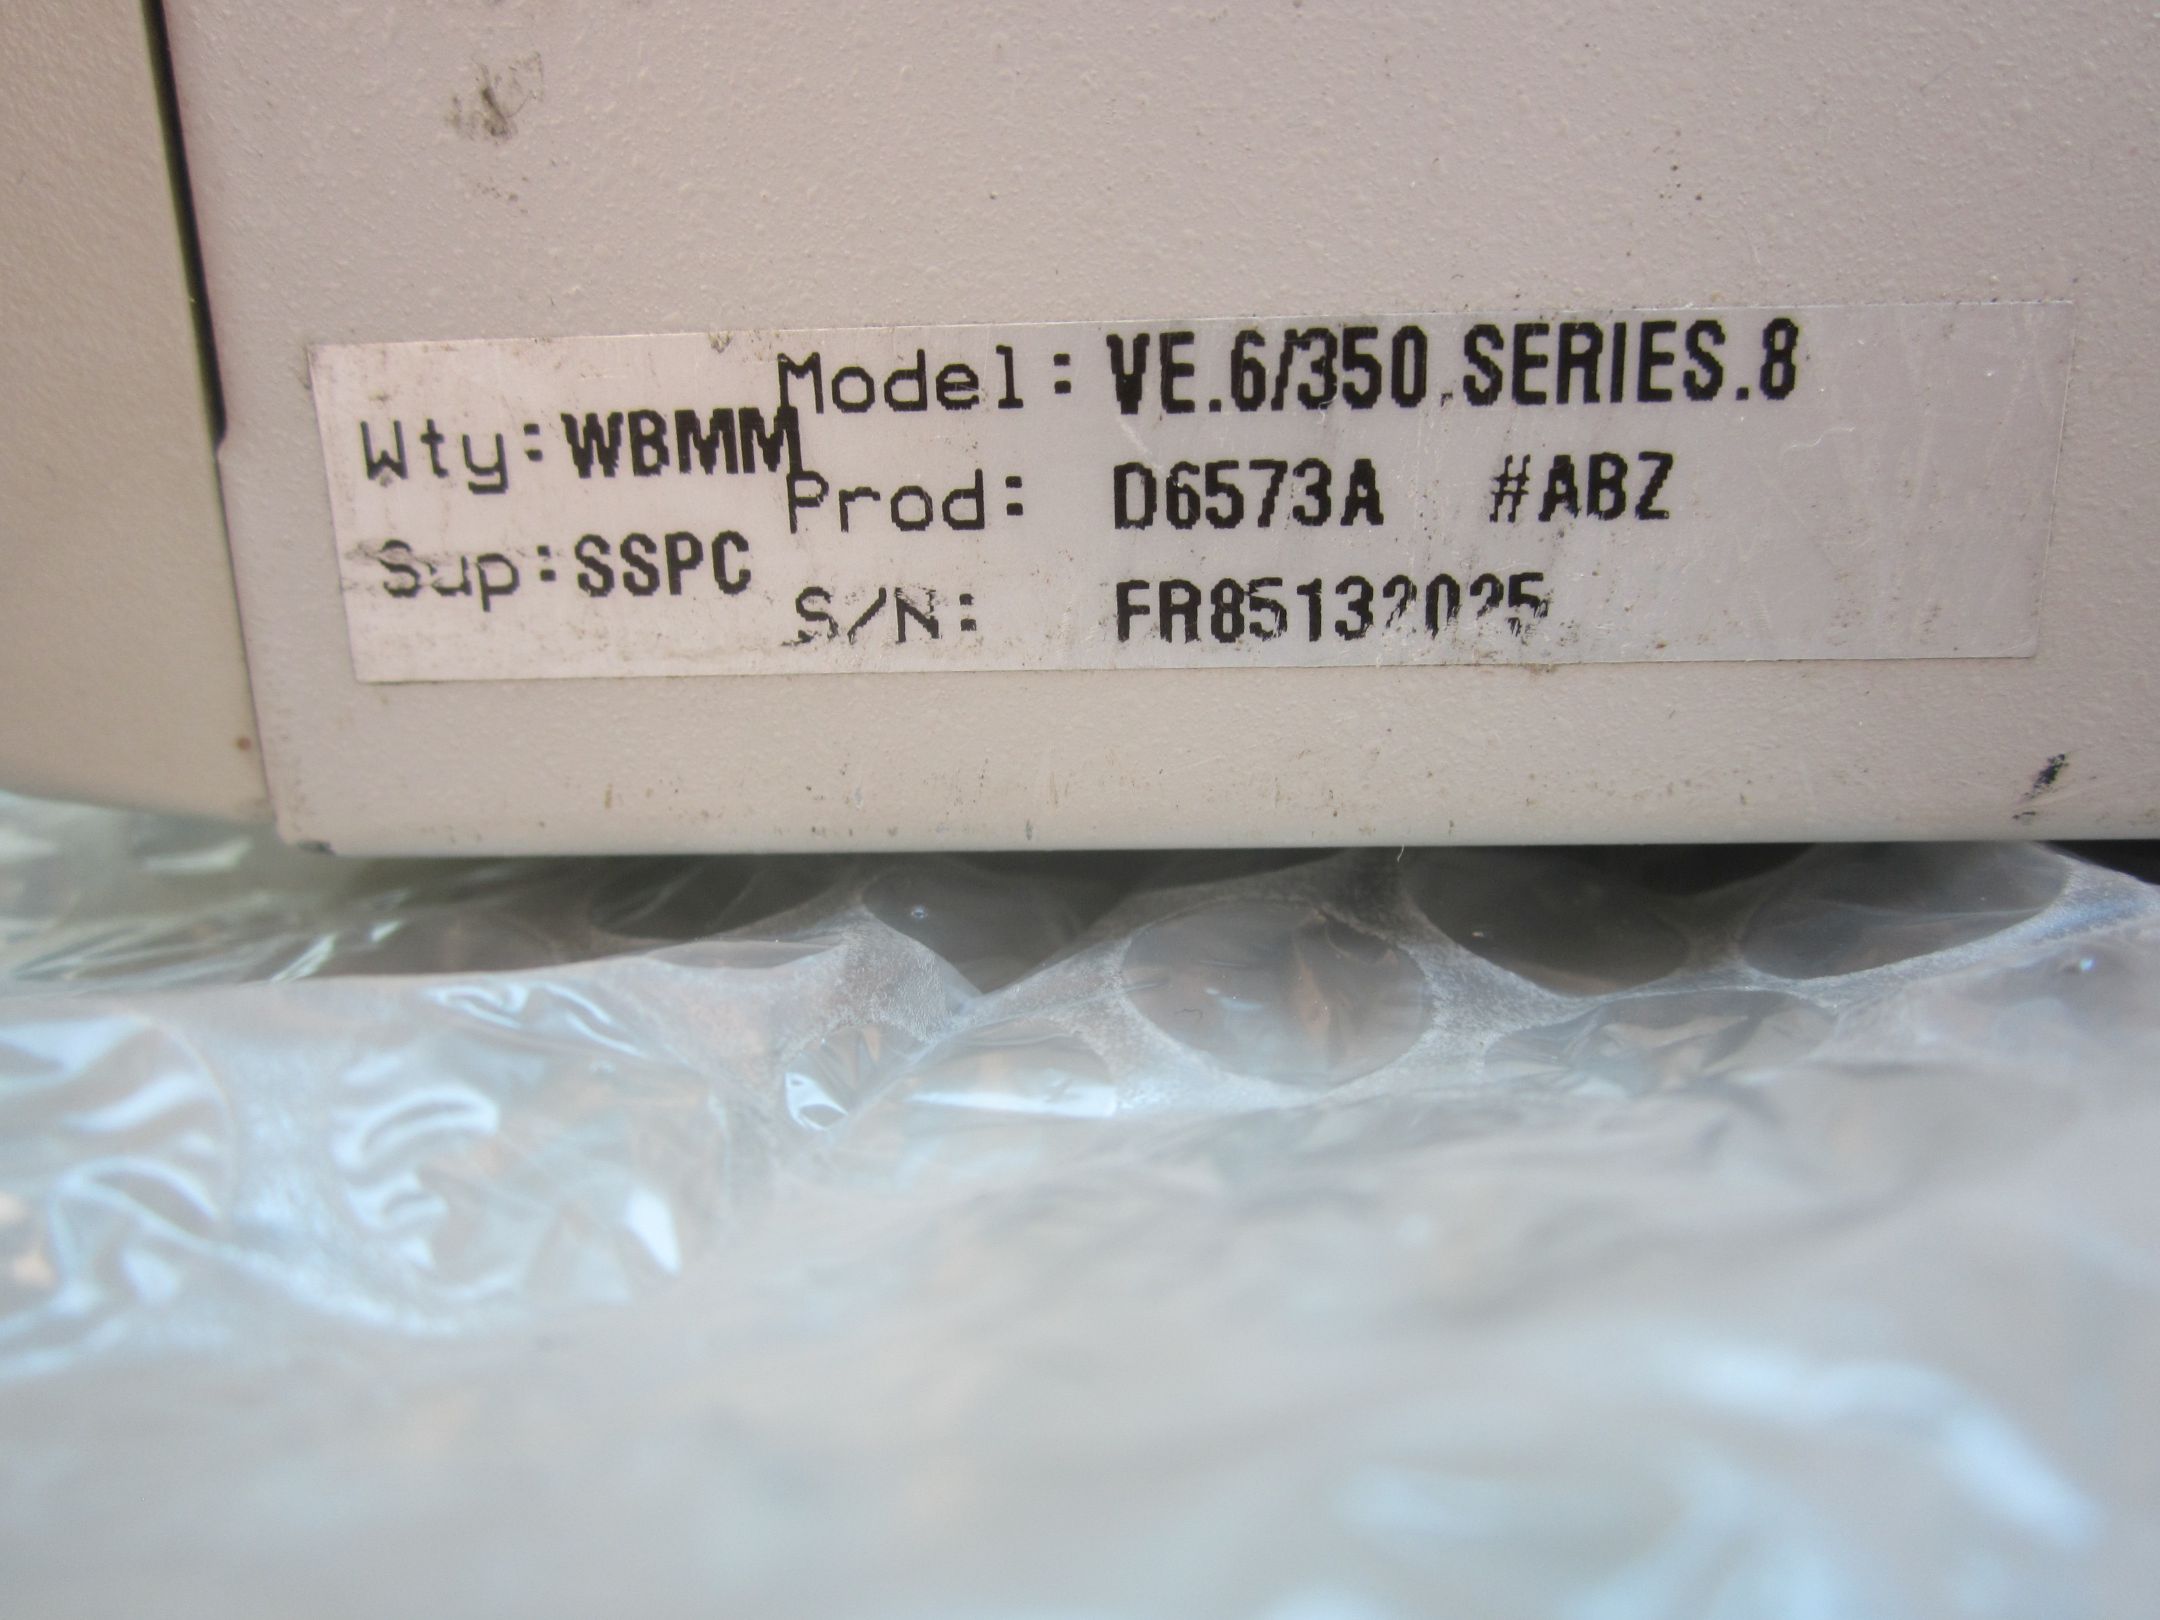 Model: VE.6/350.SERIES.8
Wty: WBMM
Prod: D6573A #ABZ
Sup: SSPC
S/N: FR85132025